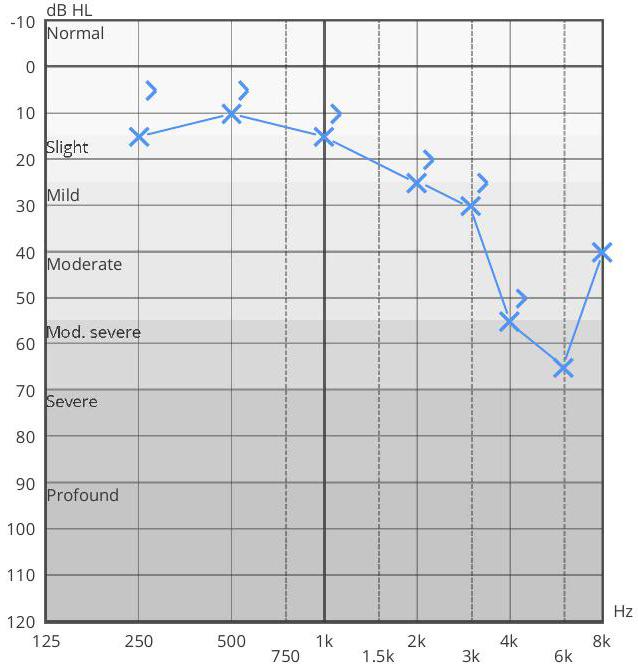 dB HL
-10
Normal
0
10
Slight
20
Mild
30
40
Moderate
50
Mod. severe
60
70
Severe
80
90
Profound
100
110
120
Hz
125 250 500 1k 2k 4k 8k
750 1.5k 3k 6k